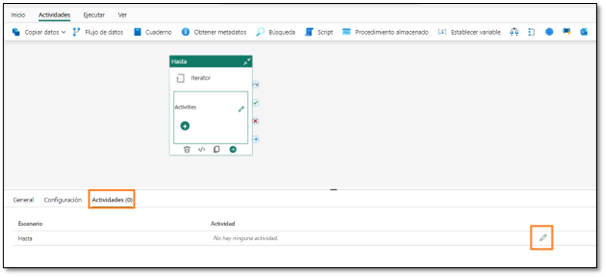 Inicio Actividades Ejecutar Ver
Copiar datos Flujo de datos Cuaderno Obtener metadatos Búsqueda Script Procedimiento almacenado Establecer variable
Hasta
Iterator
Activities
General Configuración Actividades (0)
Escenario Actividad
Hasta No hay ninguna actividad.